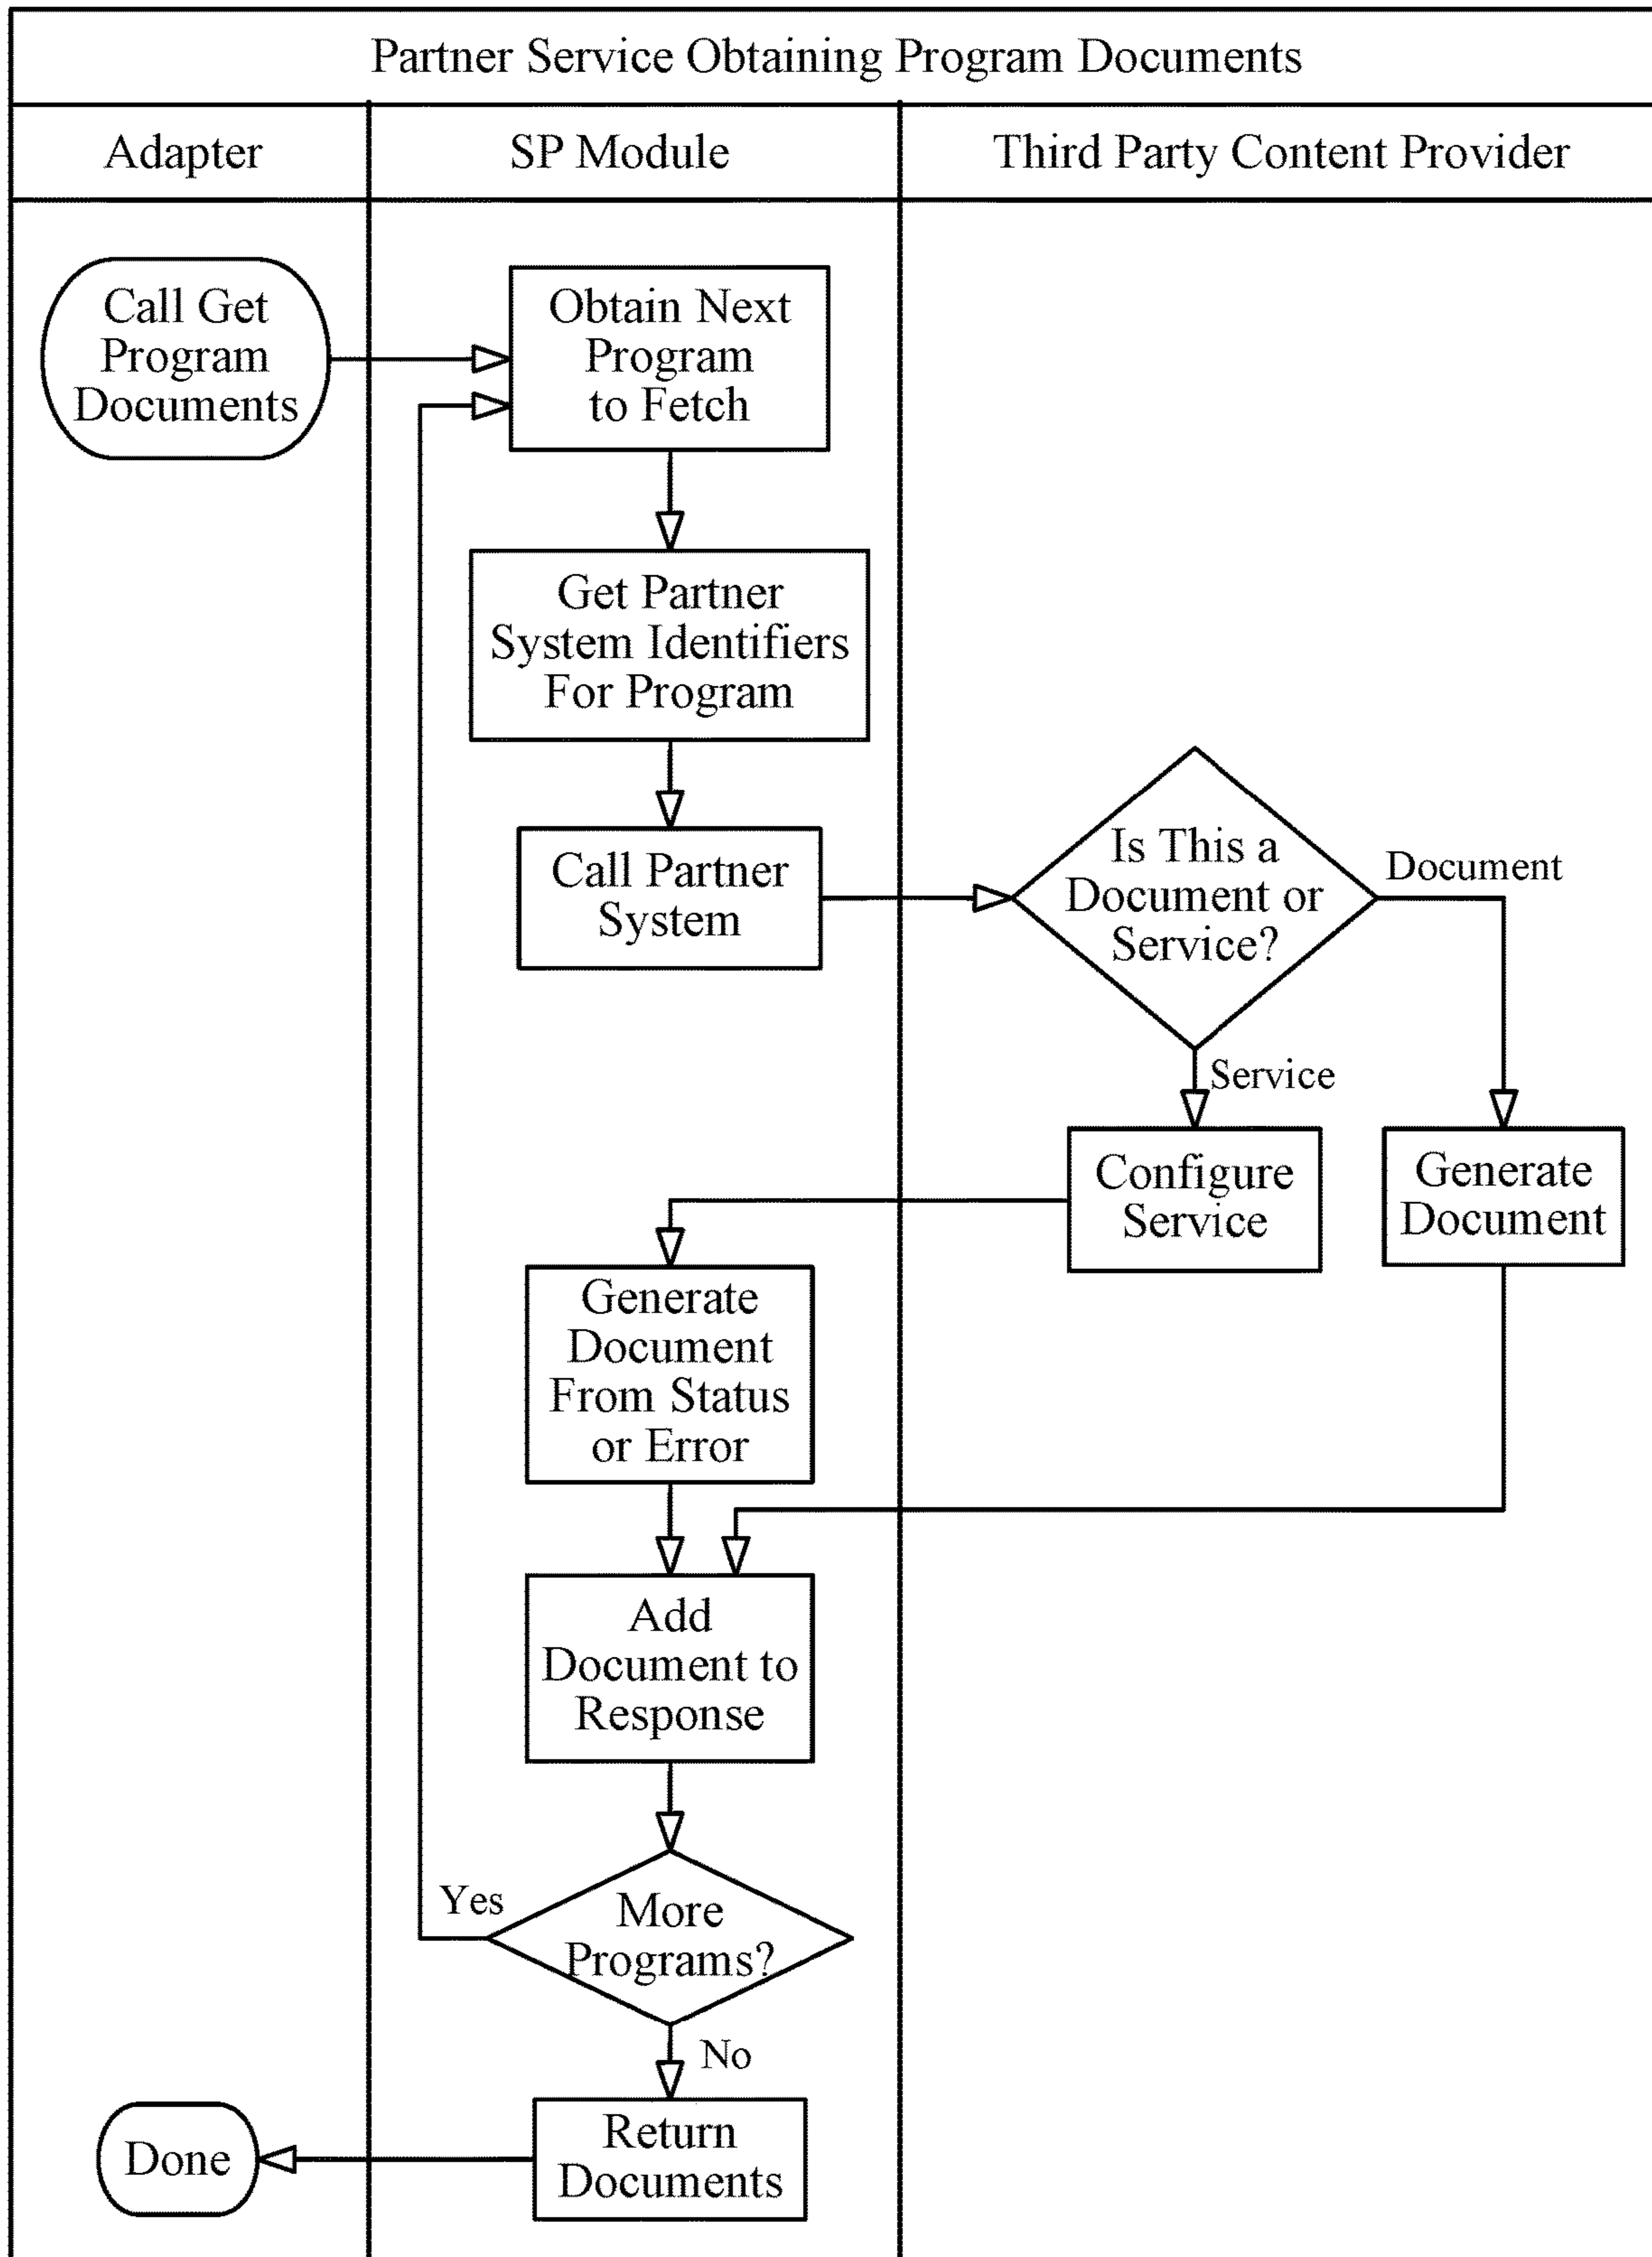 Partner Service Obtaining Program Documents
Adapter
SP Module
Third Party Content Provider
Call Get
Program
Documents
Obtain Next
Program
to Fetch
Get Partner
System Identifiers
For Program
Call Partner
System
Is This a
Document or
Service?
Document
Service
Configure
Service
Generate
Document
Generate
Document
From Status
or Error
Add
Document to
Response
Yes
More
Programs?
No
Done
Return
Documents